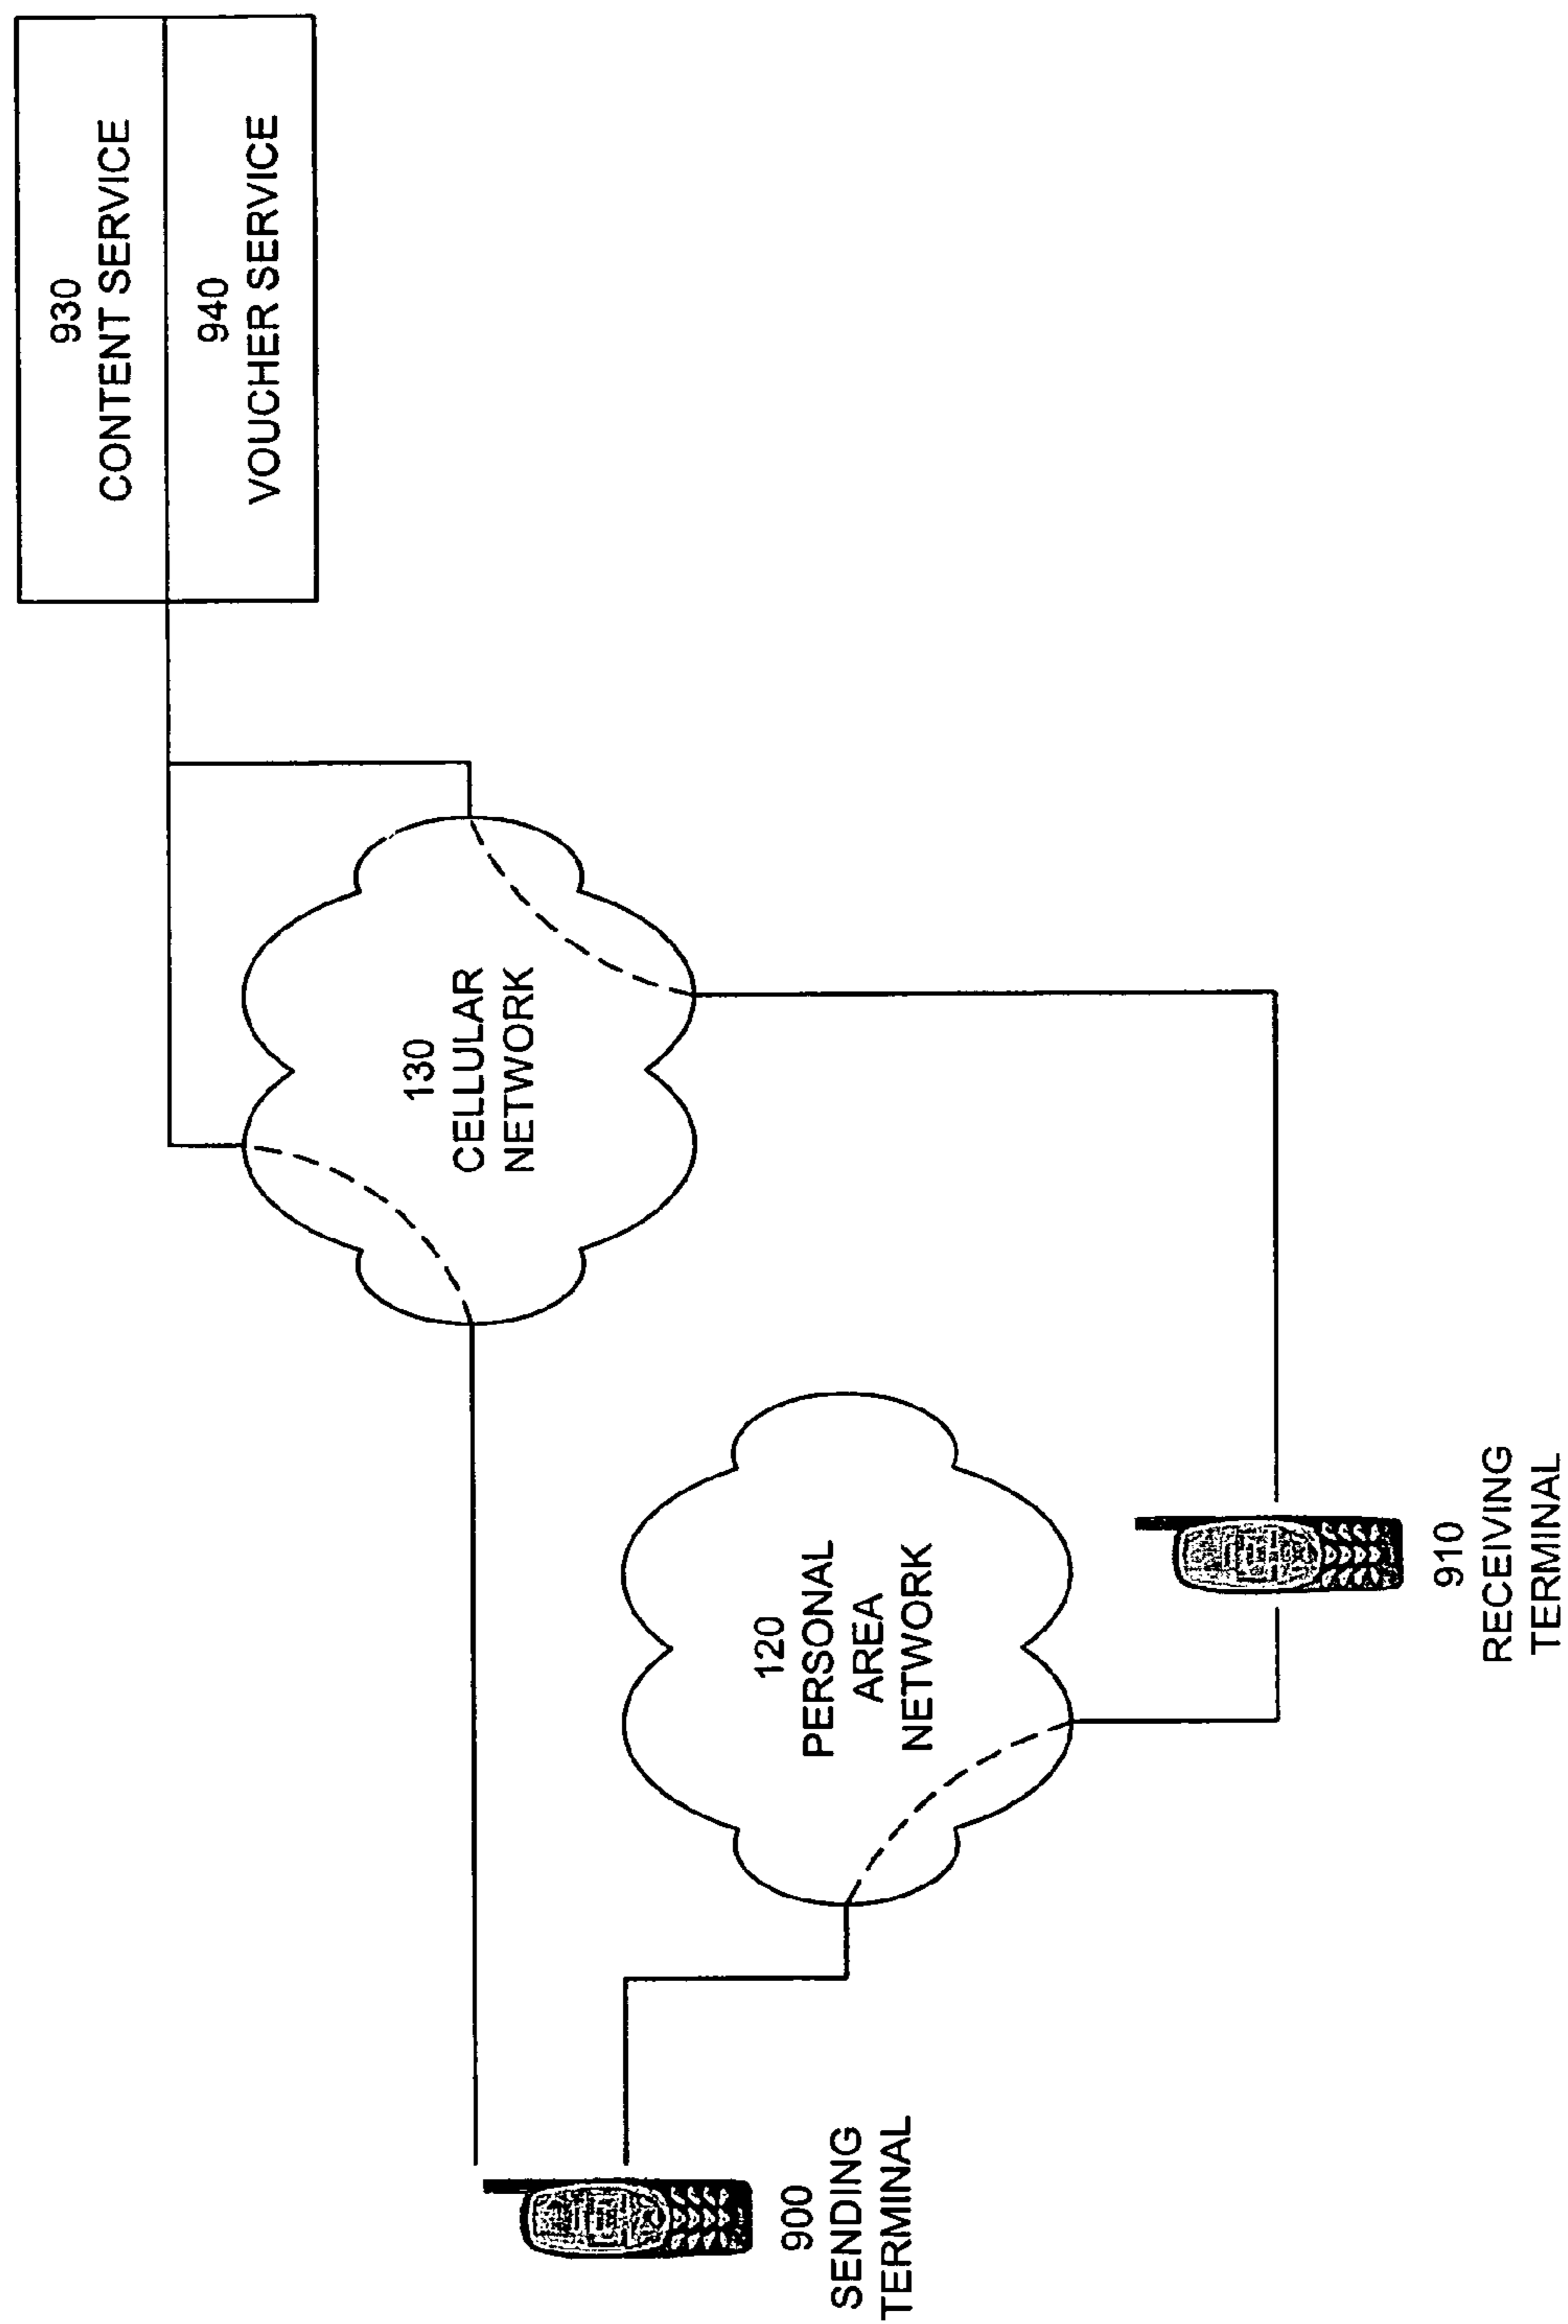 930
CONTENT SERVICE
940
VOUCHER SERVICE
130
CELLULAR
NETWORK
120
PERSONAL
AREA
NETWORK
900
SENDING
TERMINAL
910
RECEIVING
TERMINAL